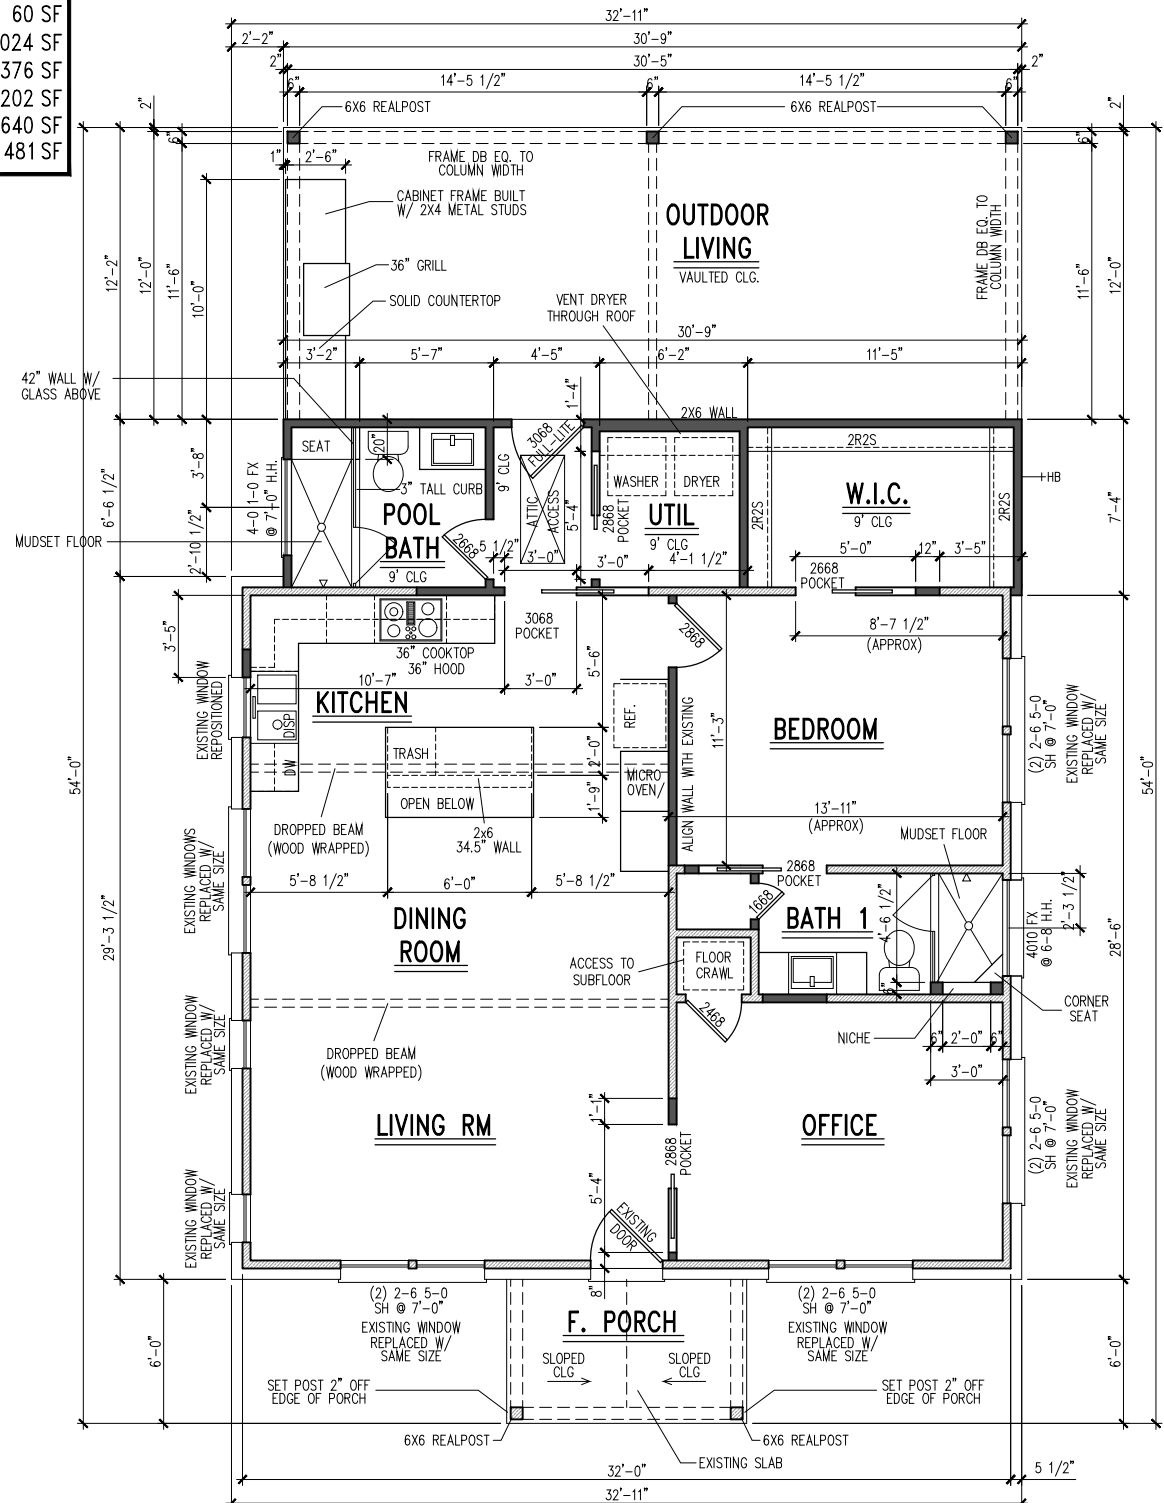 60 SF
024 SF
376 SF
202 SF
640 SF
481 SF
32'-11"
2'-2"
30'-9"
2"
30'-5"
2"
6"
14'-5 1/2"
6"
14'-5 1/2"
6"
6X6 REALPOST
6X6 REALPOST
2"
6"
2"
6"
1"
2'-6"
FRAME DB EQ. TO
COLUMN WIDTH
CABINET FRAME BUILT
W/ 2X4 METAL STUDS
OUTDOOR
LIVING
VAULTED CLG.
FRAME DB EQ. TO
COLUMN WIDTH
12'-2"
12'-0"
11'-6"
10'-0"
11'-6"
12'-0"
36" GRILL
SOLID COUNTERTOP
VENT DRYER
THROUGH ROOF
30'-9"
3'-2"
5'-7"
4'-5"
6'-2"
11'-5"
42" WALL W/
GLASS ABOVE
1'-4"
2X6 WALL
SEAT
20"
3068
FULL-LITE
9' CLG
2R2S
WASHER
DRYER
3'-8"
6'-6 1/2"
2'-10 1/2"
4-0 1-0 FX
@ 7'-0" H.H.
3" TALL CURB
ATTIC
ACCESS
5'-4"
2868
POCKET
POOL
BATH
9' CLG
UTIL
9' CLG
W.I.C.
9' CLG
2R2S
2R2S
HB
7'-4"
MUDSET FLOOR
2668
5 1/2"
3'-0"
3'-0"
4'-1 1/2"
5'-0"
12"
3'-5"
2668
POCKET
3068
POCKET
2868
8'-7 1/2"
(APPROX)
3'-5"
36" COOKTOP
36" HOOD
5'-6"
10'-7"
3'-0"
KITCHEN
EXISTING WINDOW
REPOSITIONED
DISP
DW
REF.
BEDROOM
11'-3"
ALIGN WALL WITH EXISTING
(2) 2-6 5-0
SH @ 7'-0"
EXISTING WINDOW
REPLACED W/
SAME SIZE
54'-0"
54'-0"
TRASH
2'-0"
MICRO
OVEN/
OPEN BELOW
1'-9"
DROPPED BEAM
(WOOD WRAPPED)
2x6
34.5" WALL
13'-11"
(APPROX)
MUDSET FLOOR
EXISTING WINDOWS
REPLACED W/
SAME SIZE
5'-8 1/2"
6'-0"
5'-8 1/2"
2868
POCKET
1668
29'-3 1/2"
DINING
ROOM
BATH 1
4'-6 1/2"
2'-3 1/2"
4010 FX
@ 6-8 H.H.
28'-6"
ACCESS TO
SUBFLOOR
FLOOR
CRAWL
6"
CORNER
SEAT
EXISTING WINDOW
REPLACED W/
SAME SIZE
2468
NICHE
6"
2'-0"
6"
3'-0"
DROPPED BEAM
(WOOD WRAPPED)
1'-1"
LIVING RM
OFFICE
2868
POCKET
(2) 2-6 5-0
SH @ 7'-0"
EXISTING WINDOW
REPLACED W/
SAME SIZE
EXISTING WINDOW
REPLACED W/
SAME SIZE
5'-4"
EXISTING
DOOR
8"
(2) 2-6 5-0
SH @ 7'-0"
EXISTING WINDOW
REPLACED W/
SAME SIZE
F. PORCH
(2) 2-6 5-0
SH @ 7'-0"
EXISTING WINDOW
REPLACED W/
SAME SIZE
6'-0"
6'-0"
SLOPED
CLG
SLOPED
CLG
SET POST 2" OFF
EDGE OF PORCH
SET POST 2" OFF
EDGE OF PORCH
6X6 REALPOST
6X6 REALPOST
EXISTING SLAB
32'-0"
5 1/2"
32'-11"